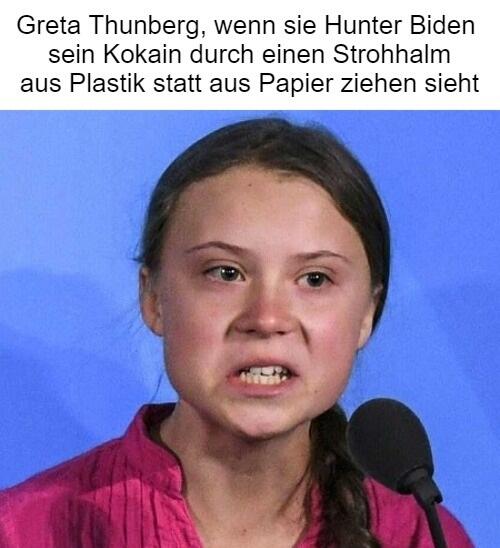 Greta Thunberg, wenn sie Hunter Biden
sein Kokain durch einen Strohhalm
aus Plastik statt aus Papier ziehen sieht